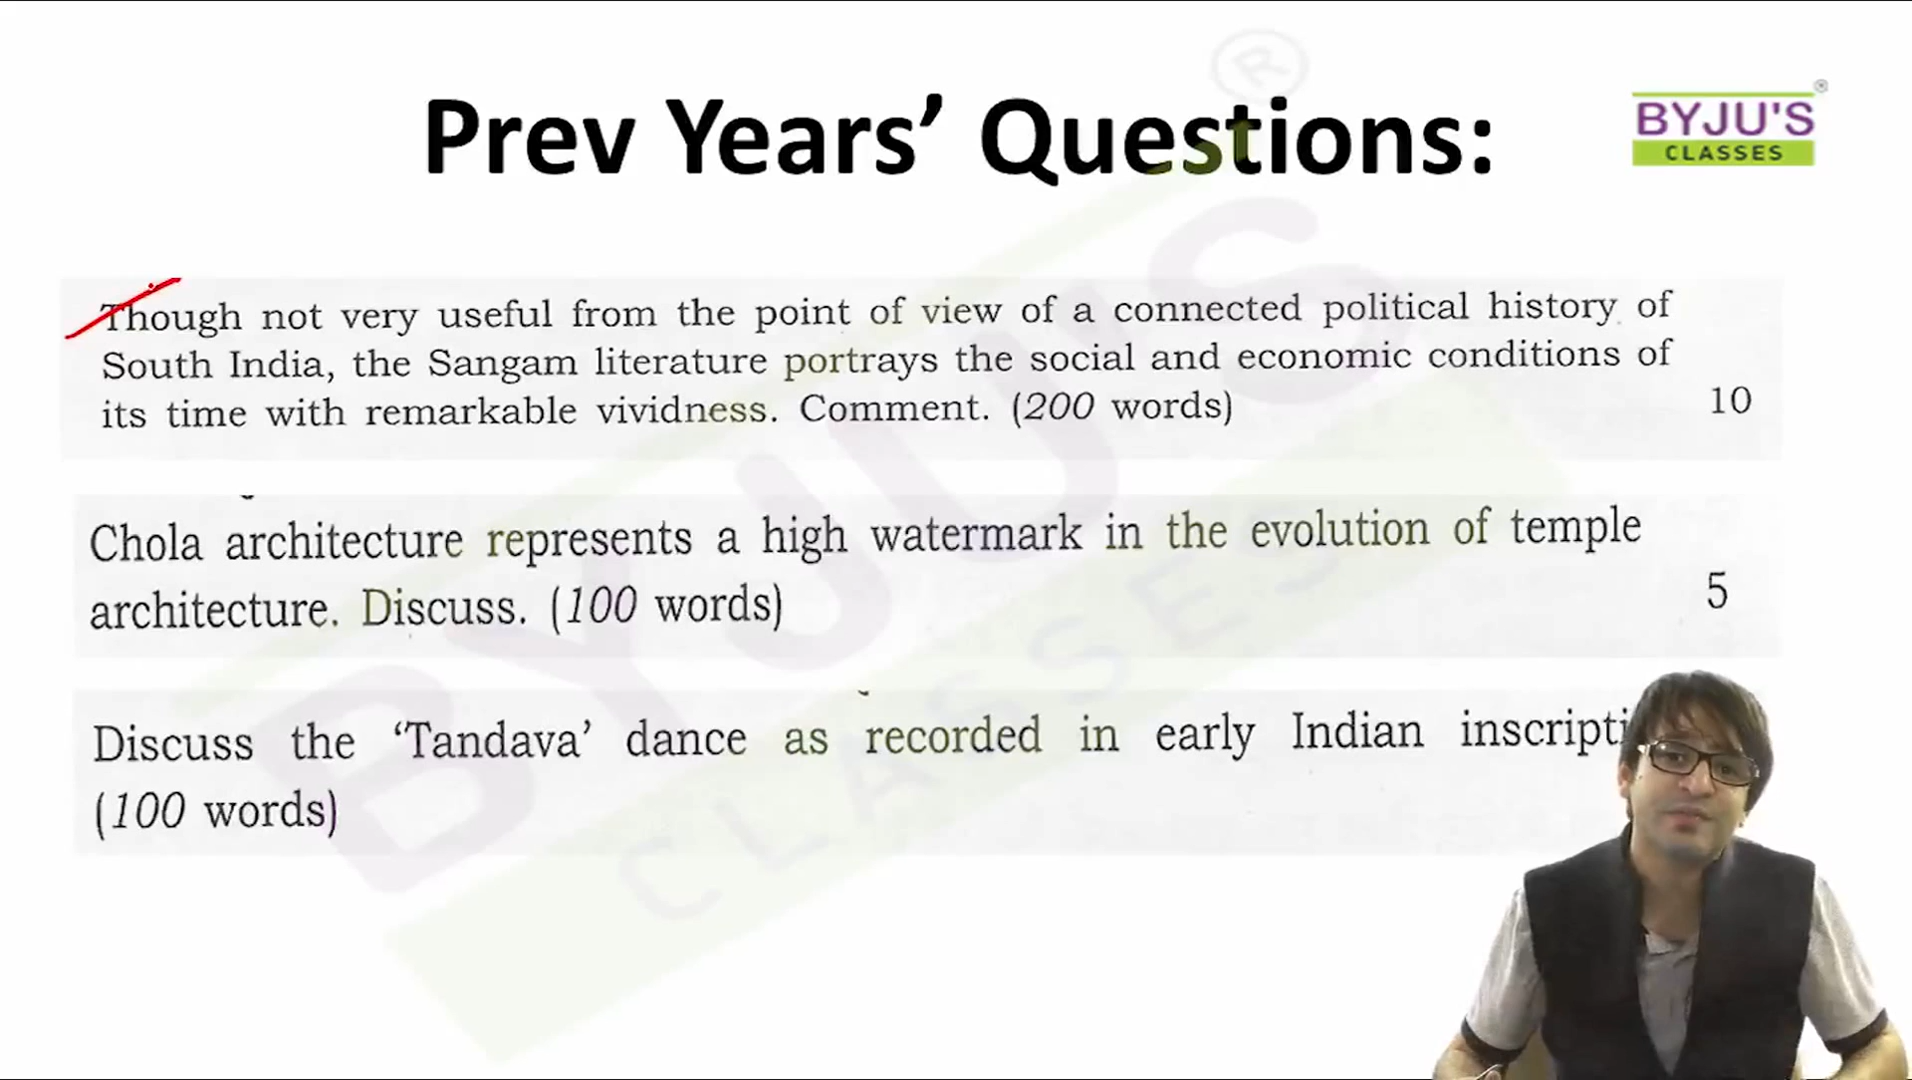 ®
Prev Years’ Questions:
®
BYJU'S
CLASSES
Though not very useful from the point of view of a connected political history of
South India, the Sangam literature portrays the social and economic conditions of
its time with remarkable vividness. Comment. (200 words)
10
Chola architecture represents a high watermark in the evolution of temple
architecture. Discuss. (100 words)
5
Discuss the ‘Tandava’ dance as recorded in early Indian
(100 words)
BYJU'S
CLASSES